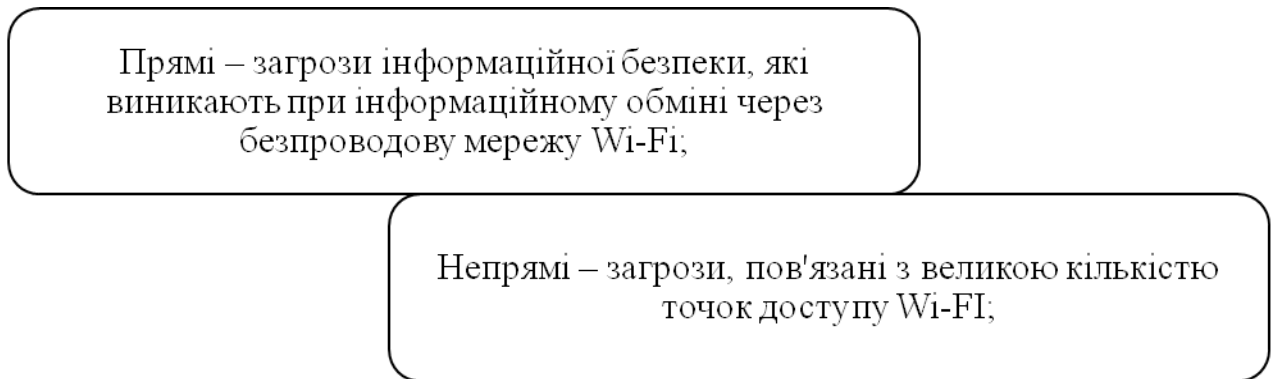 Прямі – загрози інформаційної безпеки, які
виникають при інформаційному обміні через
безпроводову мережу Wi-Fi;
Непрямі – загрози, пов'язані з великою кількістю
точок доступу Wi-FI;